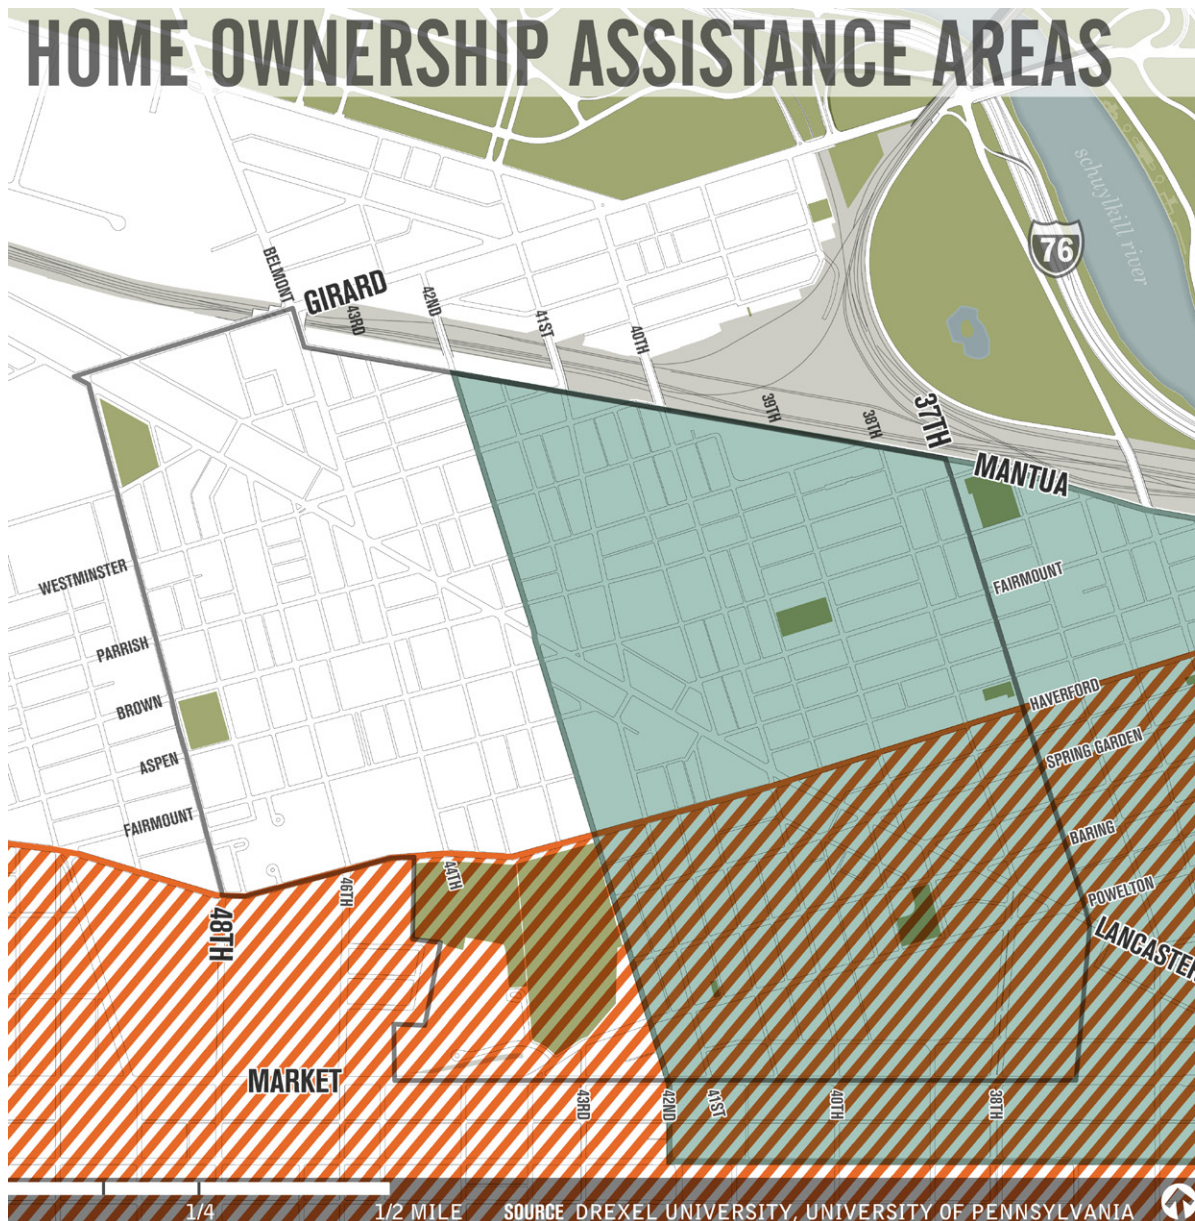 HOME OWNERSHIP ASSISTANCE AREAS
schuylkill river
76
BELMONT
GIRARD
43RD
42ND
41ST
40TH
39TH
38TH
37TH
MANTUA
WESTMINSTER
FAIRMOUNT
PARRISH
BROWN
HAVERFORD
ASPEN
SPRING GARDEN
FAIRMOUNT
BARING
44TH
46TH
POWELTON
48TH
LANCASTER
MARKET
43RD
42ND
41ST
40TH
38TH
1/4
1/2 MILE
SOURCE DREXEL UNIVERSITY, UNIVERSITY OF PENNSYLVANIA